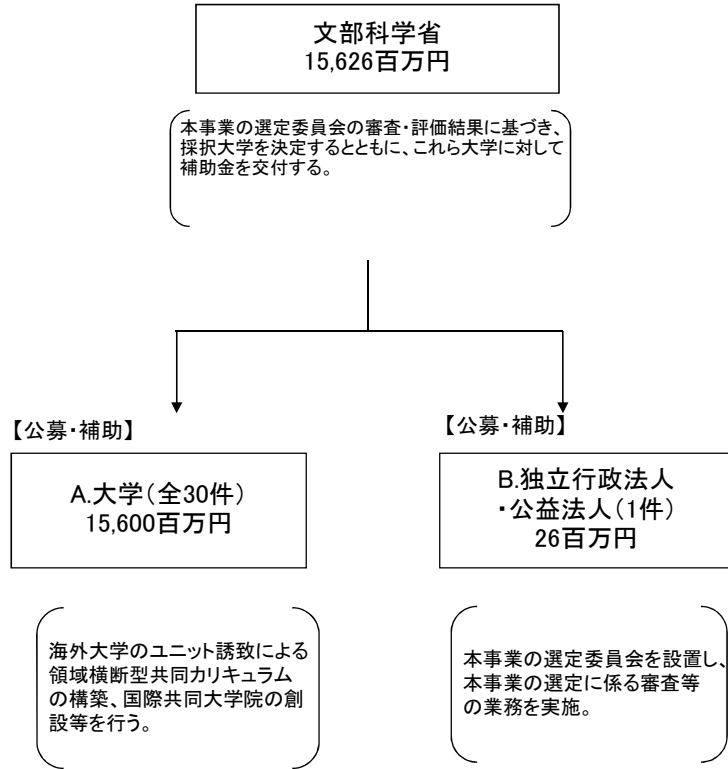 文部科学省
15,626百万円
本事業の選定委員会の審査・評価結果に基づき、
採択大学を決定するとともに、これら大学に対して
補助金を交付する。
【公募・補助】
A.大学(全30件)
15,600百万円
海外大学のユニット誘致による
領域横断型共同カリキュラム
の構築、国際共同大学院の創
設等を行う。
【公募・補助】
B.独立行政法人
・公益法人(1件)
26百万円
本事業の選定委員会を設置し、
本事業の選定に係る審査等
の業務を実施。